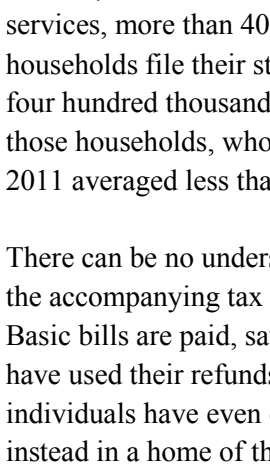 services, more than 40
households file their st
four hundred thousand
those households, who
2011 averaged less tha
There can be no unders
the accompanying tax
Basic bills are paid, sa
have used their refunds
individuals have even
instead in a home of th